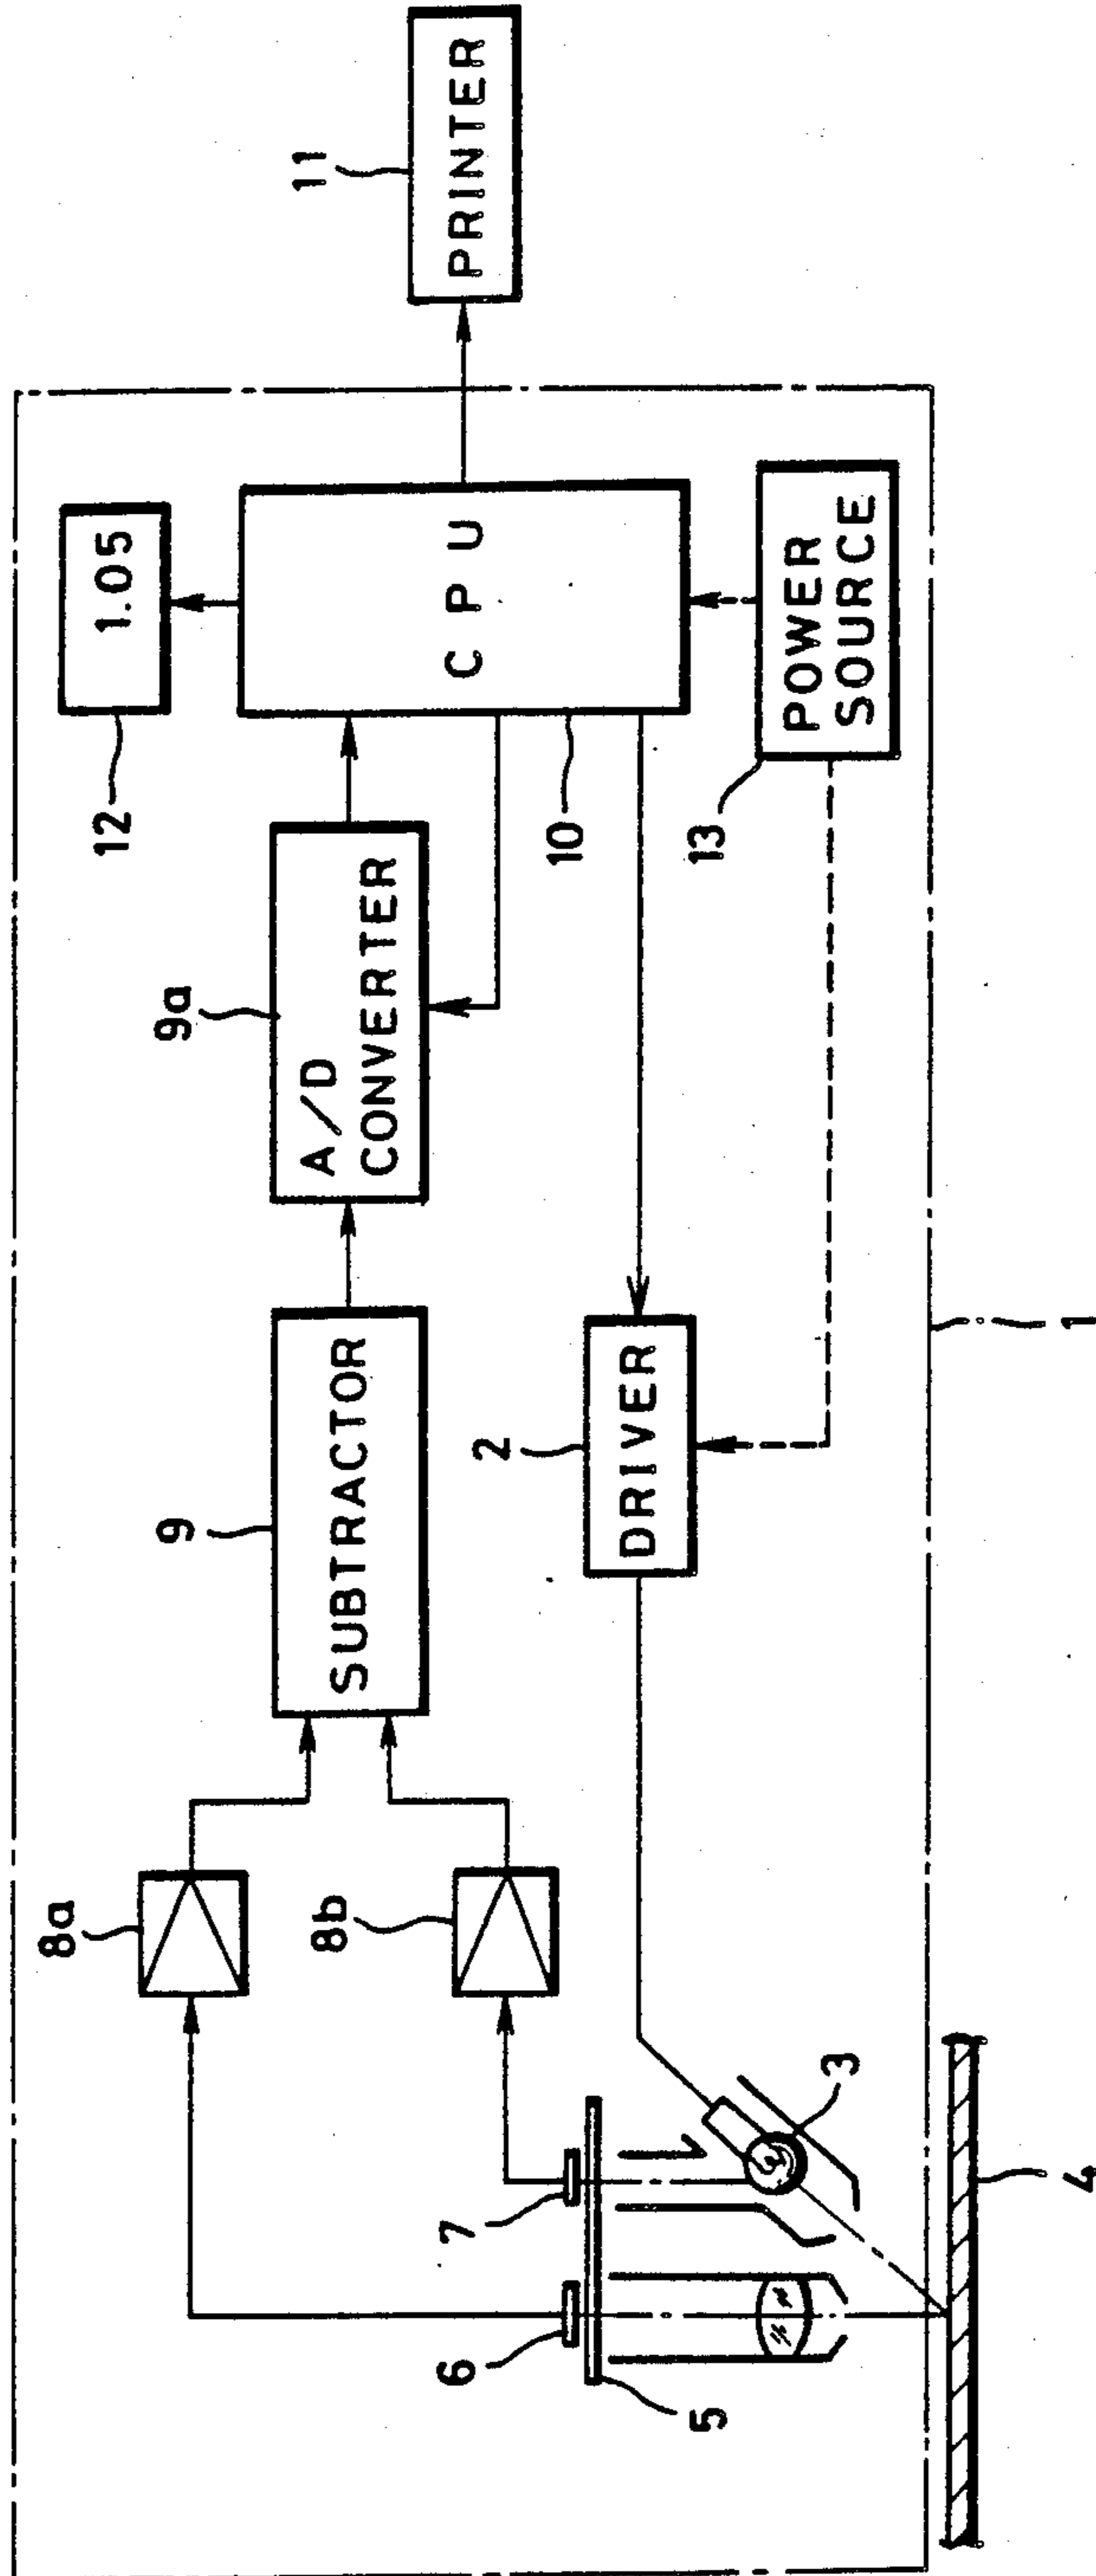 12
1.05
11
PRINTER
8a
9
SUBTRACTOR
9a
A/D
CONVERTER
C P U
10
8b
2
DRIVER
13
POWER
SOURCE
6
7
5
3
4
1